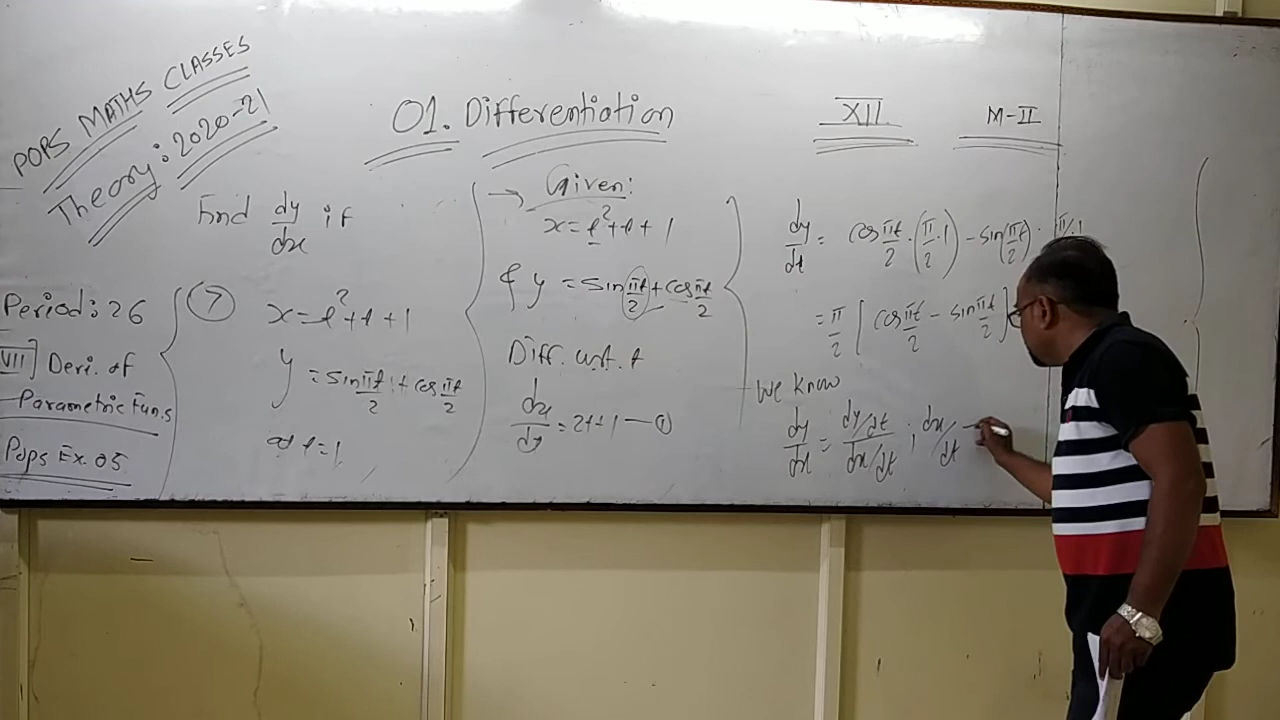 POPS MATHS CLASSES
Theory: 2020-21
01. Differentiation
XII
M-II
Find dy/dx if
Period: 26
VII] Deri. of
Parametric Funs
Pops Ex. 05
7
x = t² + t + 1
y = sin πt/2 + cos πt/2
at t = 1
→ Given:
x = t² + t + 1
& y = sin πt/2 + cos πt/2
Diff. w.r.t. t
dx/dy = 2t + 1 — ①
dy/dt = cos πt/2 · (π/2 · 1) - sin(πt/2) · π/2 · 1
= π/2 [cos πt/2 - sin πt/2]
We know
dy/dx = dy/dt / dx/dt ; dx/dt